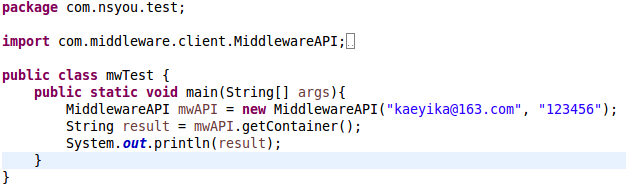 package com.nsyou.test;
import com.middleware.client.MiddlewareAPI;
public class mwTest {
public static void main(String[] args){
MiddlewareAPI mwAPI = new MiddlewareAPI("kaeyika@163.com", "123456");
String result = mwAPI.getContainer();
System.out.println(result);
}
}